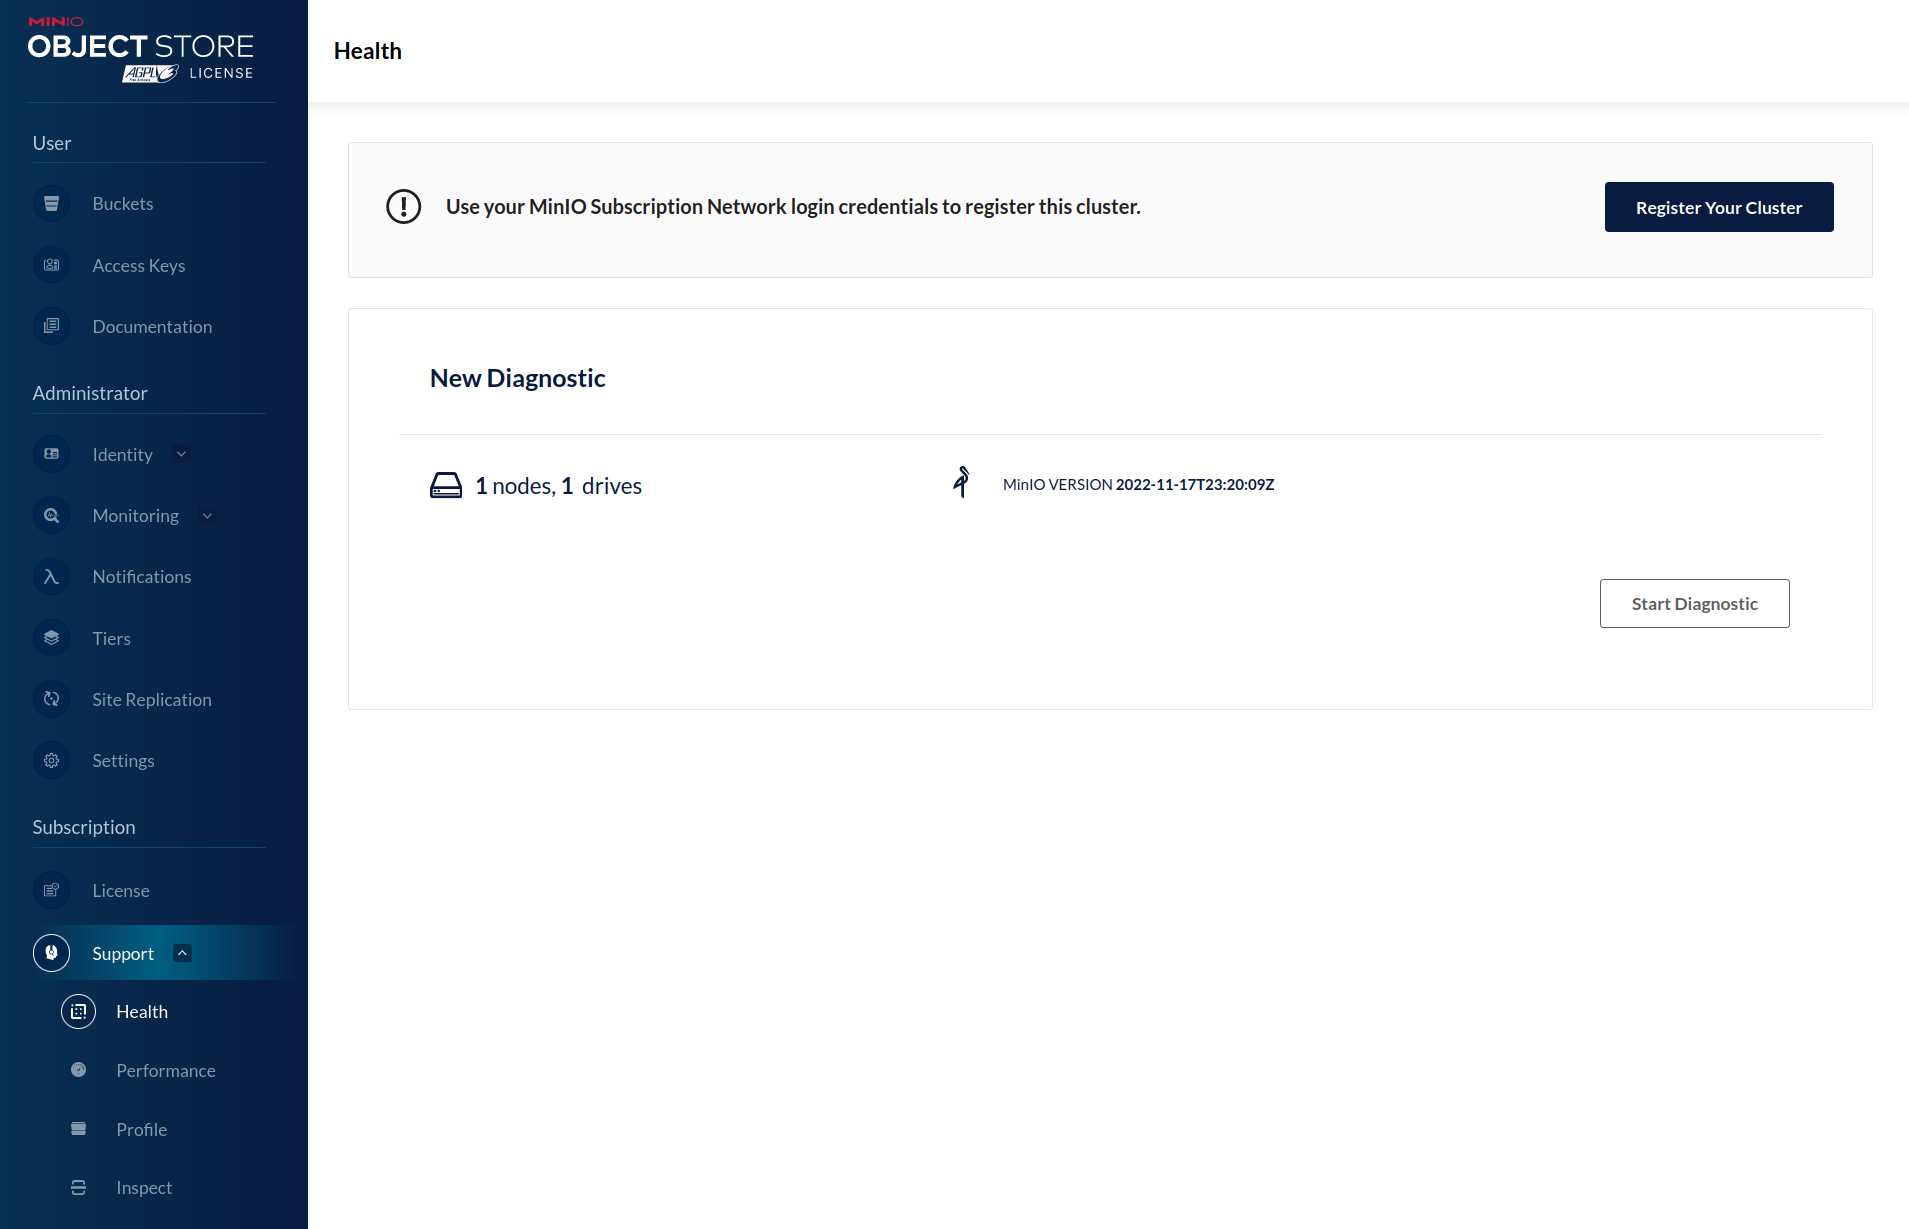 MINIO
OBJECT STORE
AGPL v3 LICENSE
User
Buckets
Access Keys
Documentation
Administrator
Identity
Monitoring
Notifications
Tiers
Site Replication
Settings
Subscription
License
Support
Health
Performance
Profile
Inspect
Health
Use your MinIO Subscription Network login credentials to register this cluster.
Register Your Cluster
New Diagnostic
1 nodes, 1 drives
MinIO VERSION 2022-11-17T23:20:09Z
Start Diagnostic